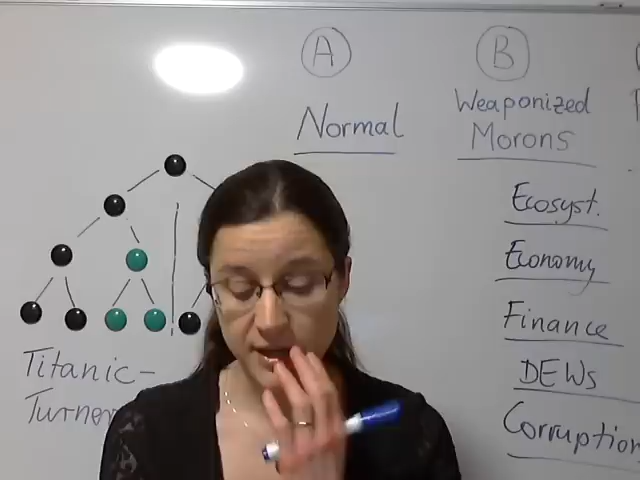 A
B
Normal
Weaponized
Morons
Ecosyst.
Economy
Finance
DEWs
Corruption
Titanic-